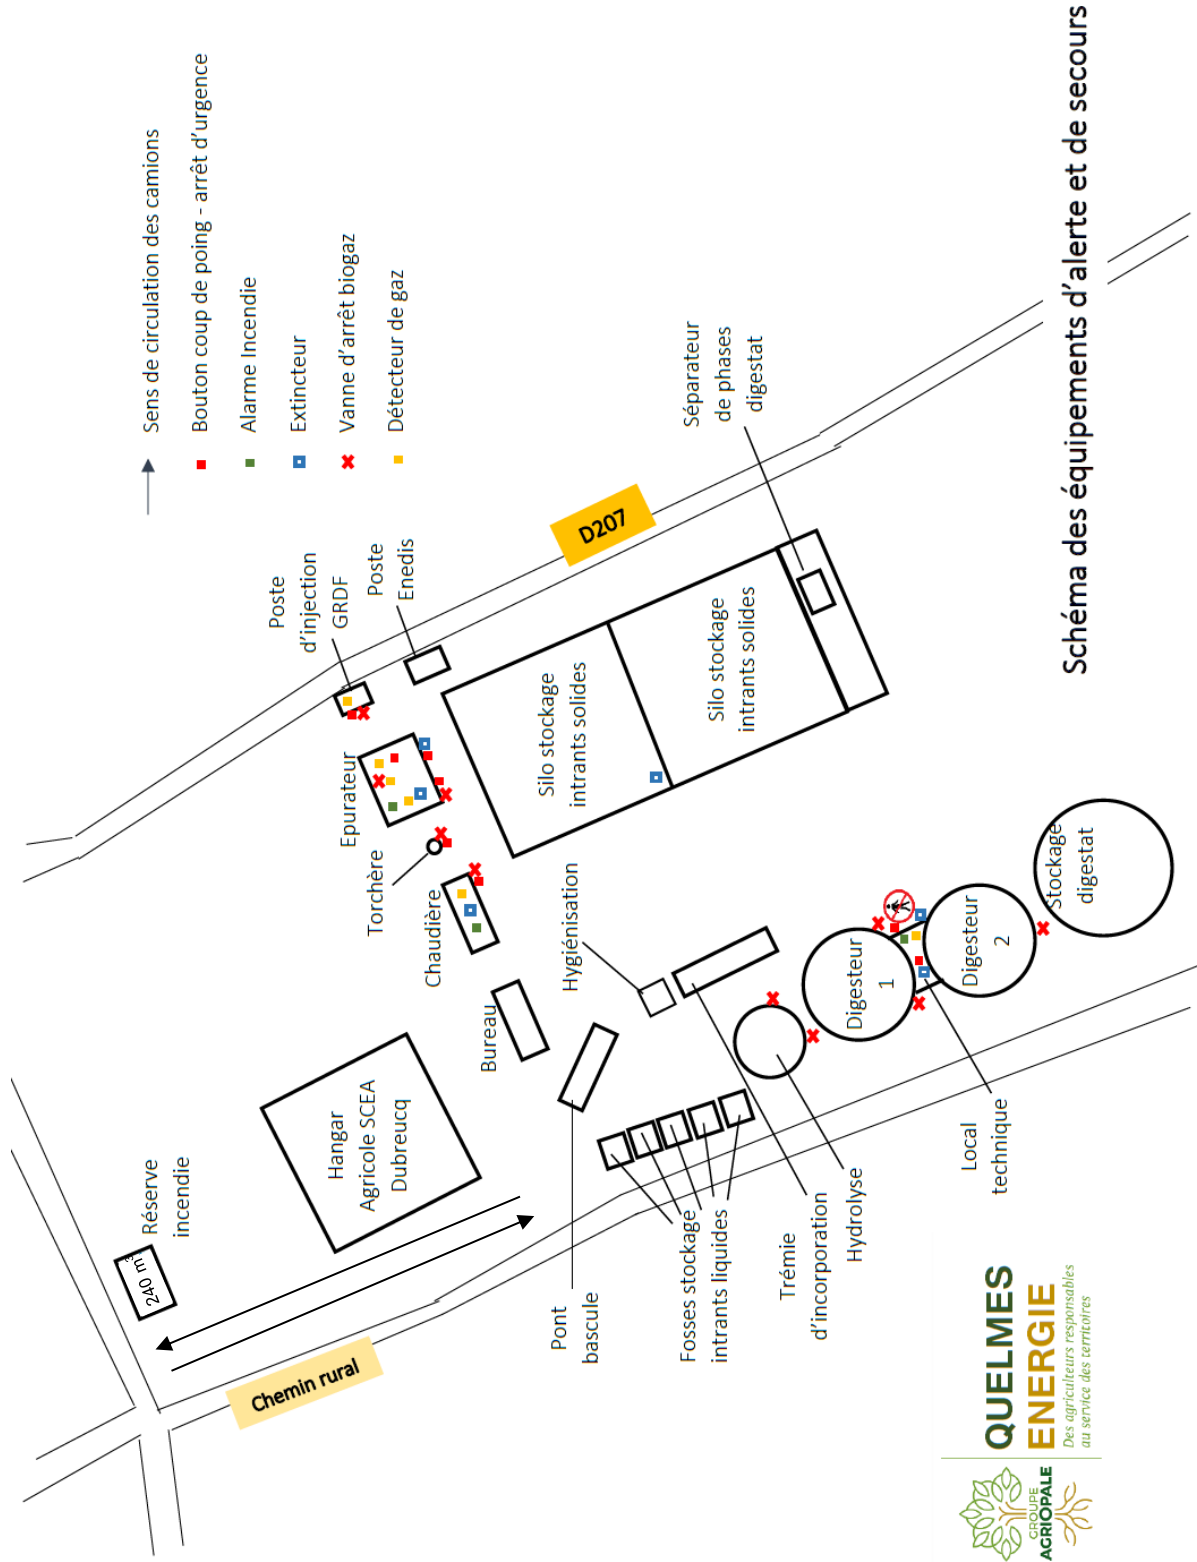 Schéma des équipements d'alerte et de secours
Sens de circulation des camions
Bouton coup de poing - arrêt d'urgence
Alarme Incendie
Extincteur
Vanne d'arrêt biogaz
Détecteur de gaz
240 m³
Réserve
incendie
Chemin rural
Hangar
Agricole SCEA
Dubreucq
Bureau
Chaudière
Torchère
Epurateur
Poste
d'injection
GRDF
Poste
Enedis
D207
Silo stockage
intrants solides
Silo stockage
intrants solides
Séparateur
de phases
digestat
Hygiénisation
Pont
bascule
Fosses stockage
intrants liquides
Trémie
d'incorporation
Hydrolyse
Digesteur
1
Digesteur
2
Stockage
digestat
Local
technique
GROUPE
AGRIOPALE
QUELMES
ENERGIE
Des agriculteurs responsables
au service des territoires